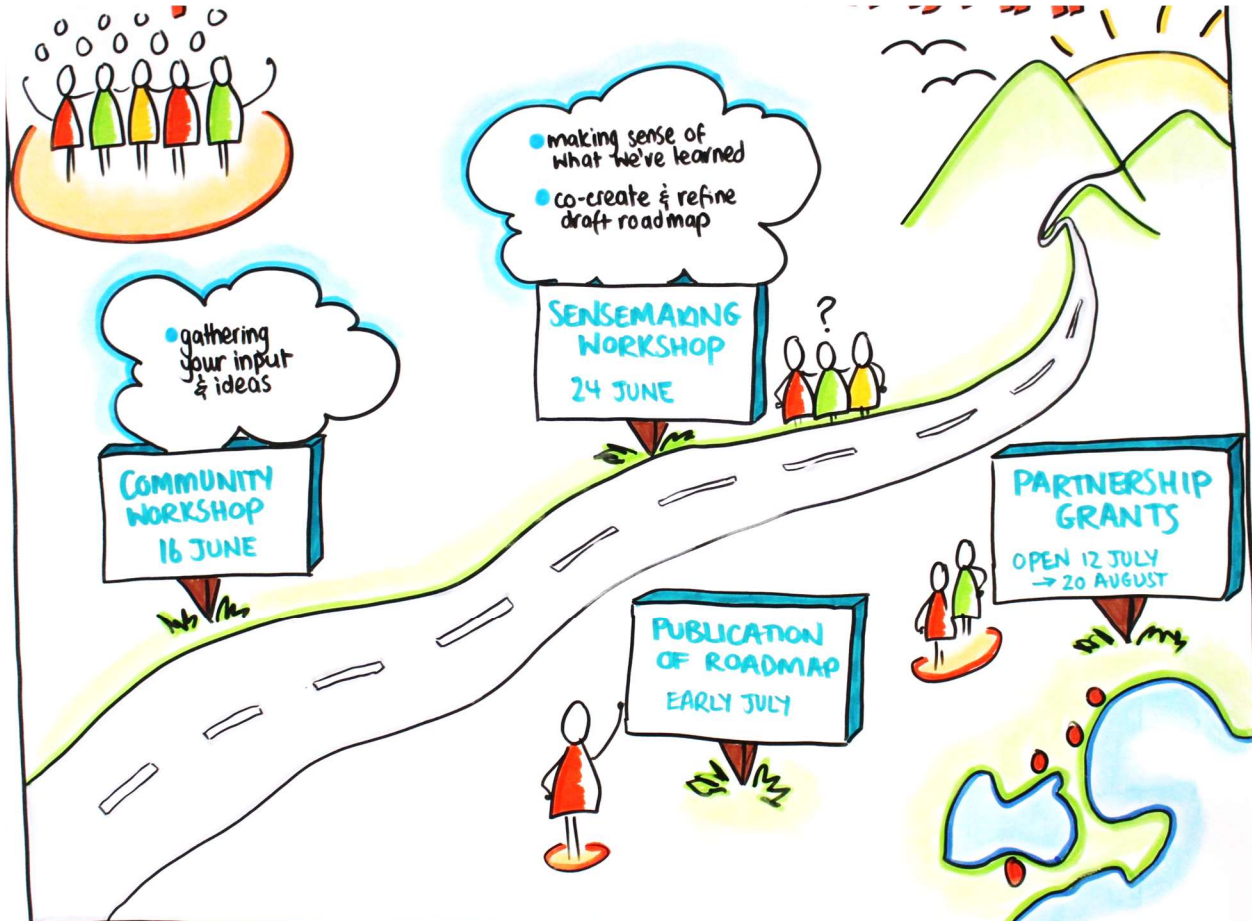 making sense of
what we've learned
co-create & refine
draft roadmap
gathering
your input
& ideas
SENSEMAKING
WORKSHOP
24 JUNE
?
COMMUNITY
WORKSHOP
16 JUNE
PARTNERSHIP
GRANTS
OPEN 12 JULY
→ 20 AUGUST
PUBLICATION
OF ROADMAP
EARLY JULY